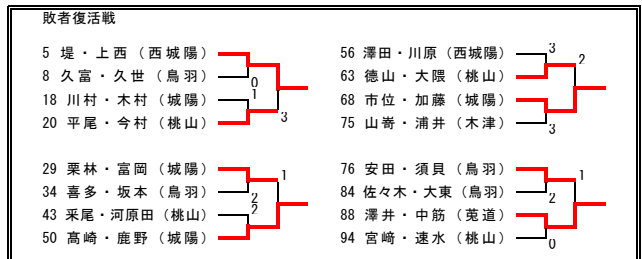 敗者復活戦
5 堤・上西（西城陽）
8 久富・久世（鳥羽）
0
18 川村・木村（城陽）
1
20 平尾・今村（桃山）
3
29 栗林・富岡（城陽）
1
34 喜多・坂本（鳥羽）
2
43 采尾・河原田（桃山）
2
50 髙崎・鹿野（城陽）
56 澤田・川原（西城陽）
3
2
63 德山・大隈（桃山）
68 市位・加藤（城陽）
75 山嵜・浦井（木津）
3
76 安田・須貝（鳥羽）
1
84 佐々木・大東（鳥羽）
2
88 澤井・中筋（莵道）
94 宮﨑・速水（桃山）
0